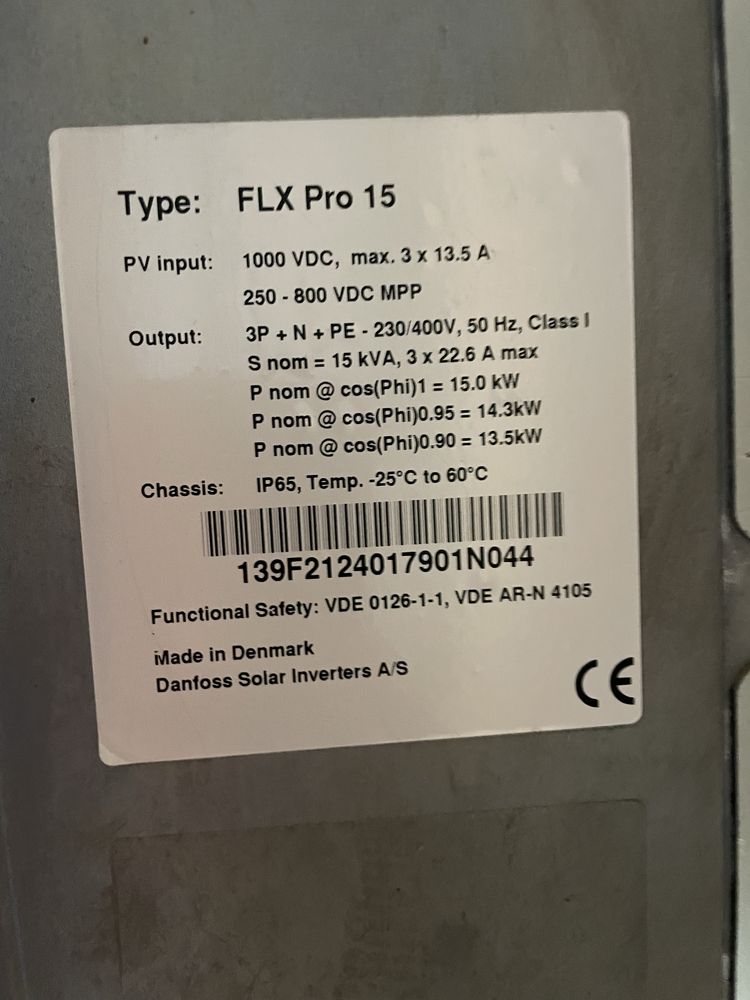 Type: FLX Pro 15
PV input: 1000 VDC, max. 3 x 13.5 A
250 - 800 VDC MPP
Output: 3P + N + PE - 230/400V, 50 Hz, Class I
S nom = 15 kVA, 3 x 22.6 A max
P nom @ cos(Phi)1 = 15.0 kW
P nom @ cos(Phi)0.95 = 14.3kW
P nom @ cos(Phi)0.90 = 13.5kW
Chassis: IP65, Temp. -25°C to 60°C
139F2124017901N044
Functional Safety: VDE 0126-1-1, VDE AR-N 4105
Made in Denmark
Danfoss Solar Inverters A/S
CE